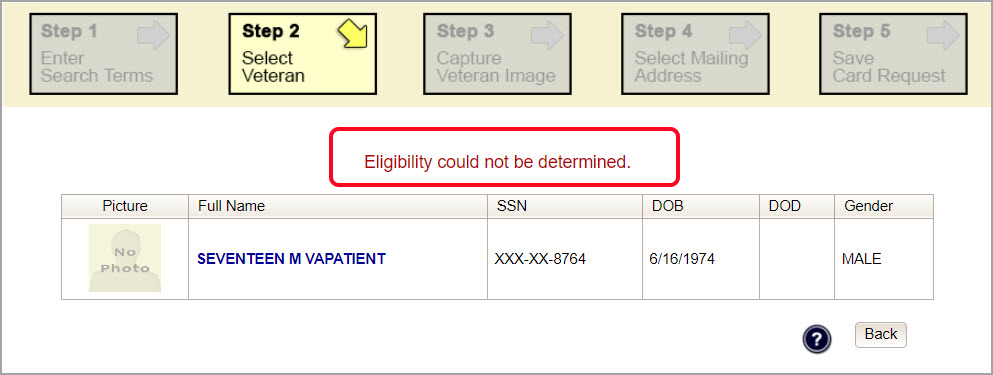 Step 1
Enter
Search Terms
Step 2
Select
Veteran
Step 3
Capture
Veteran Image
Step 4
Select Mailing
Address
Step 5
Save
Card Request
Eligibility could not be determined.
Picture Full Name SSN DOB DOD Gender
No
Photo
SEVENTEEN M VAPATIENT XXX-XX-8764 6/16/1974 MALE
? Back